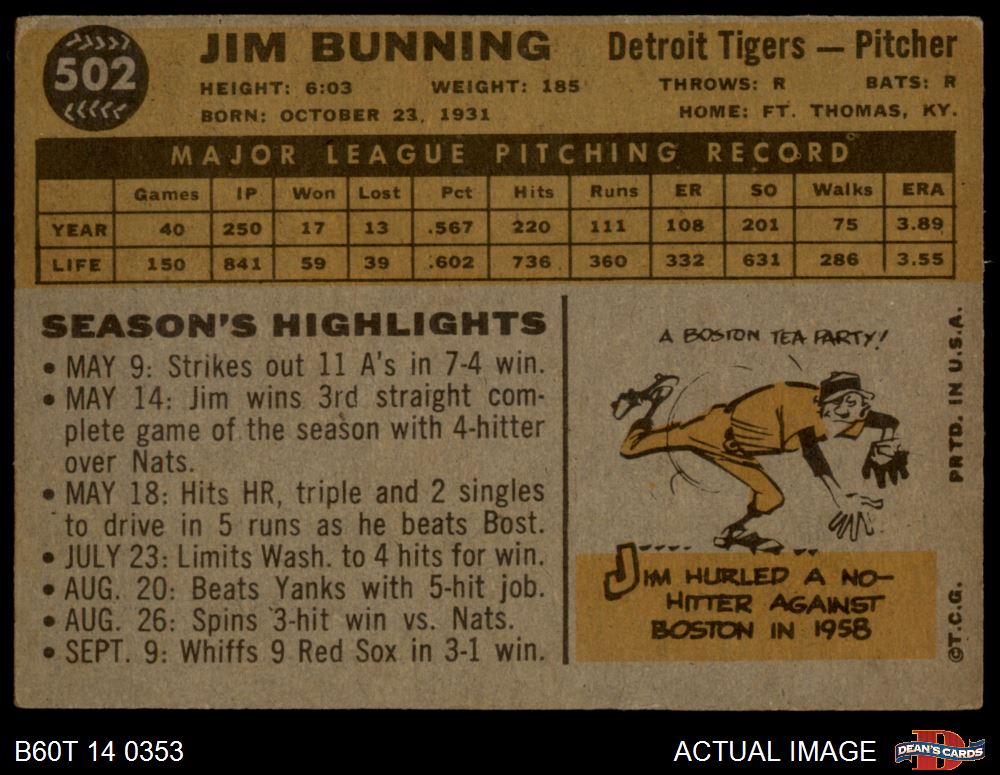 502
JIM BUNNING
Detroit Tigers — Pitcher
HEIGHT: 6:03 WEIGHT: 185 THROWS: R BATS: R
BORN: OCTOBER 23, 1931 HOME: FT. THOMAS, KY.
MAJOR LEAGUE PITCHING RECORD
Games IP Won Lost Pct Hits Runs ER SO Walks ERA
YEAR 40 250 17 13 .567 220 111 108 201 75 3.89
LIFE 150 841 59 39 .602 736 360 332 631 286 3.55
SEASON'S HIGHLIGHTS
• MAY 9: Strikes out 11 A's in 7-4 win.
• MAY 14: Jim wins 3rd straight com-
plete game of the season with 4-hitter
over Nats.
• MAY 18: Hits HR, triple and 2 singles
to drive in 5 runs as he beats Bost.
• JULY 23: Limits Wash. to 4 hits for win.
• AUG. 20: Beats Yanks with 5-hit job.
• AUG. 26: Spins 3-hit win vs. Nats.
• SEPT. 9: Whiffs 9 Red Sox in 3-1 win.
A BOSTON TEA PARTY!
JIM HURLED A NO-
HITTER AGAINST
BOSTON IN 1958
©T.C.G. PRTD. IN U.S.A.
B60T 14 0353
ACTUAL IMAGE
D
DEAN'S CARDS